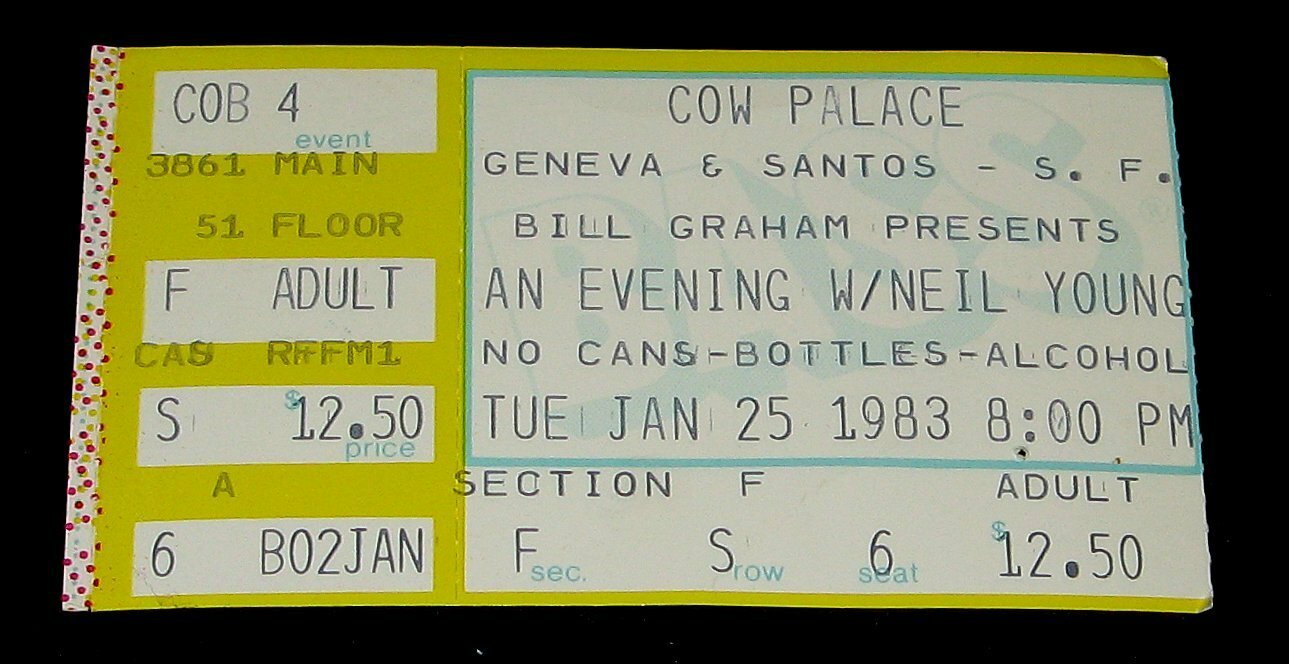 COB 4
event
3861 MAIN
51 FLOOR
F ADULT
CAS
S $12.50
price
A
6 B02JAN
COW PALACE
GENEVA & SANTOS - S. F.
BILL GRAHAM PRESENTS
AN EVENING W/NEIL YOUNG
NO CANS-BOTTLES-ALCOHOL
TUE JAN 25 1983 8:00 PM
SECTION F ADULT
F sec. S row 6 seat $12.50
BASS
®